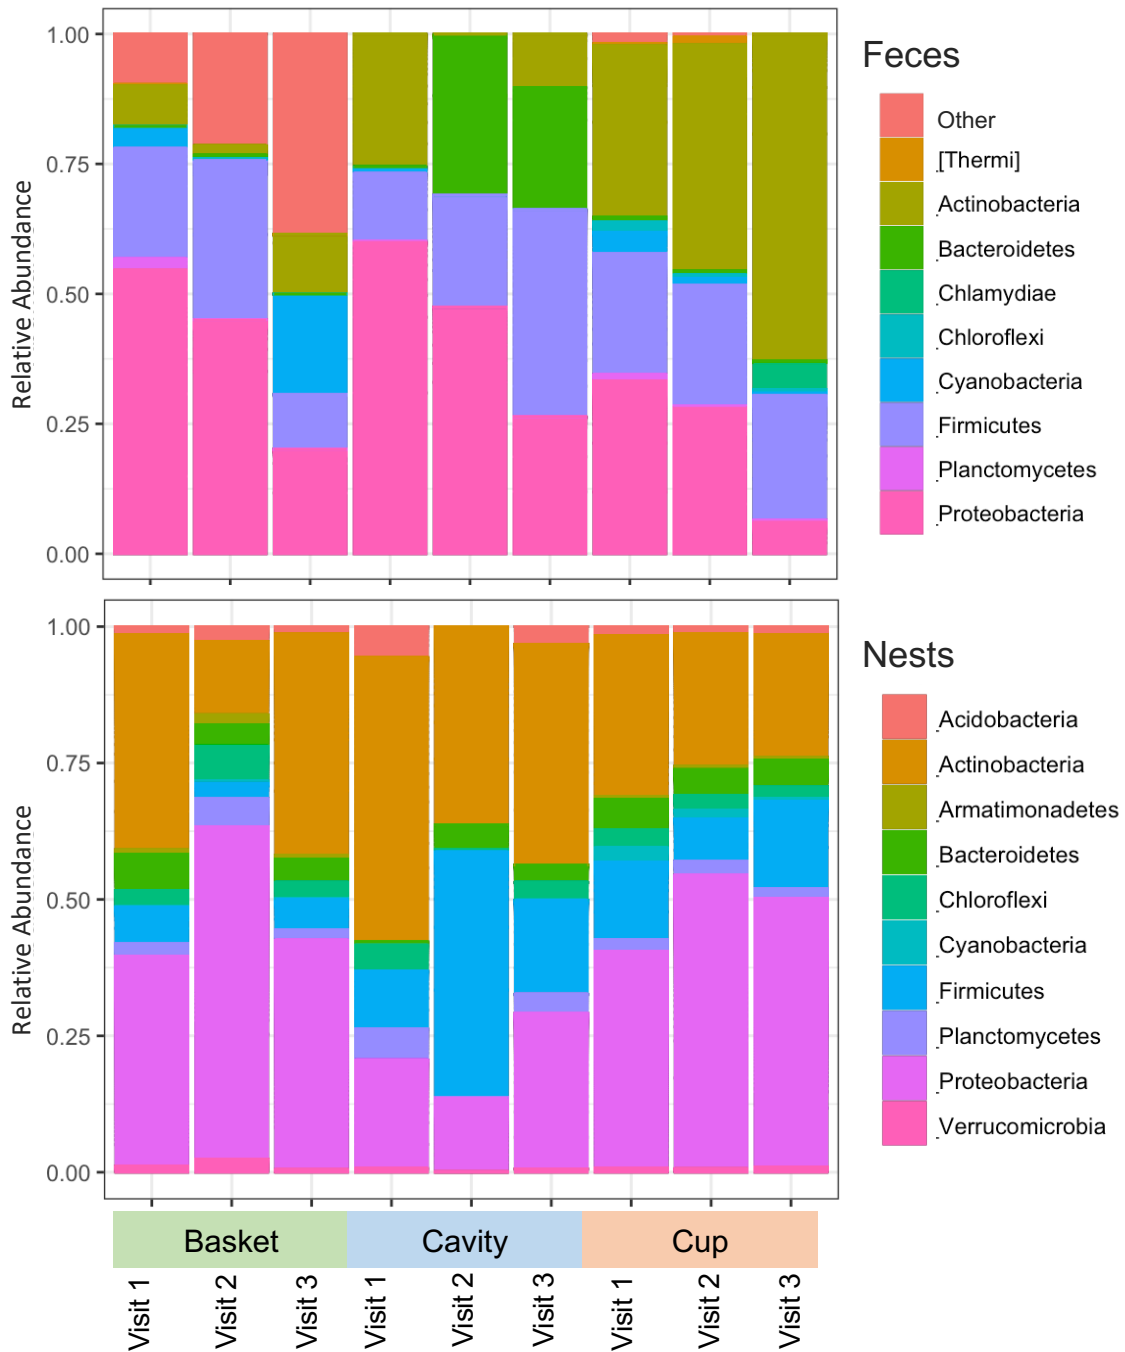 Feces
1.00
0.75
0.50
0.25
0.00
Relative Abundance
Other
[Thermi]
Actinobacteria
Bacteroidetes
Chlamydiae
Chloroflexi
Cyanobacteria
Firmicutes
Planctomycetes
Proteobacteria
Nests
1.00
0.75
0.50
0.25
0.00
Relative Abundance
Acidobacteria
Actinobacteria
Armatimonadetes
Bacteroidetes
Chloroflexi
Cyanobacteria
Firmicutes
Planctomycetes
Proteobacteria
Verrucomicrobia
Basket Cavity Cup
Visit 1 Visit 2 Visit 3 Visit 1 Visit 2 Visit 3 Visit 1 Visit 2 Visit 3